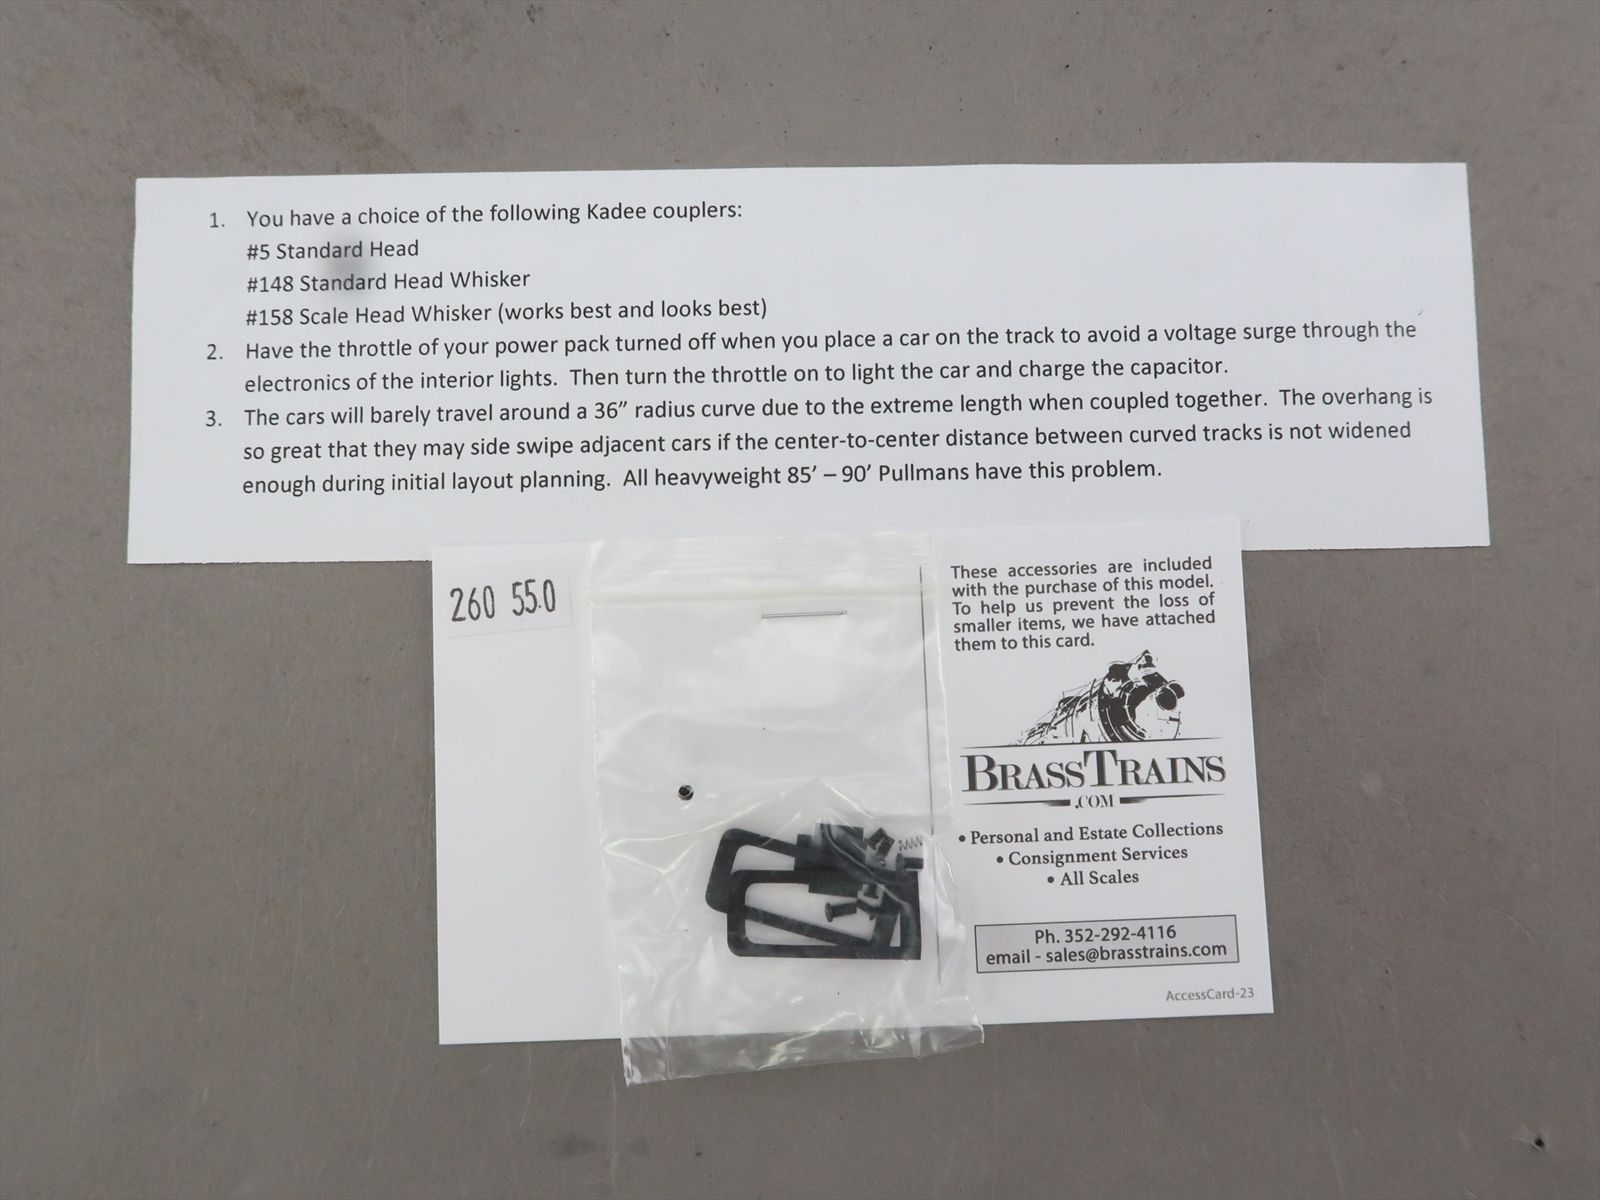 1. You have a choice of the following Kadee couplers:
#5 Standard Head
#148 Standard Head Whisker
#158 Scale Head Whisker (works best and looks best)
2. Have the throttle of your power pack turned off when you place a car on the track to avoid a voltage surge through the
electronics of the interior lights. Then turn the throttle on to light the car and charge the capacitor.
3. The cars will barely travel around a 36” radius curve due to the extreme length when coupled together. The overhang is
so great that they may side swipe adjacent cars if the center-to-center distance between curved tracks is not widened
enough during initial layout planning. All heavyweight 85’ – 90’ Pullmans have this problem.
260 55.0
These accessories are included
with the purchase of this model.
To help us prevent the loss of
smaller items, we have attached
them to this card.
BRASSTRAINS
.COM
• Personal and Estate Collections
• Consignment Services
• All Scales
Ph. 352-292-4116
email - sales@brasstrains.com
AccessCard-23